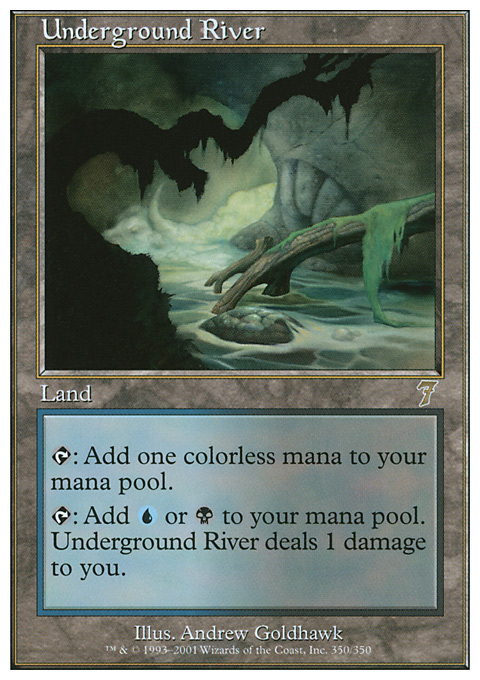 Underground River
Land
7
: Add one colorless mana to your
mana pool.
: Add or to your mana pool.
Underground River deals 1 damage
to you.
Illus. Andrew Goldhawk
™ & © 1993–2001 Wizards of the Coast, Inc. 350/350